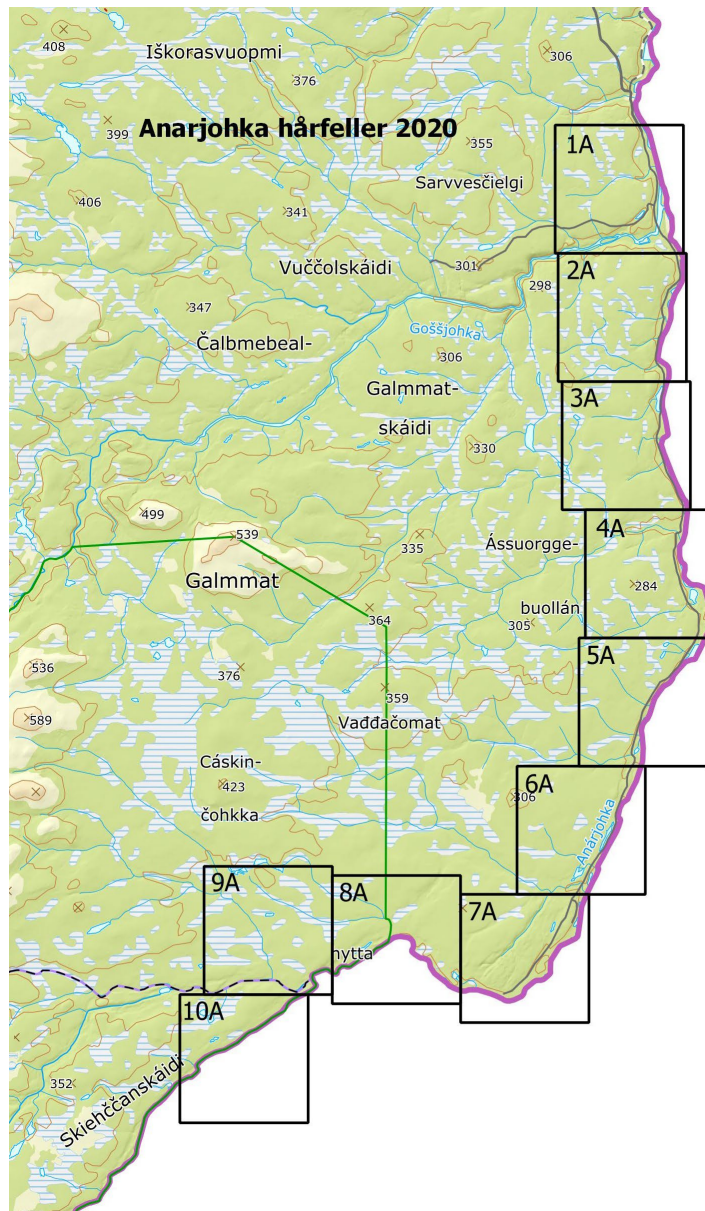 408
Iškorasvuopmi
306
376
399
Anarjohka hårfeller 2020
355
1A
Sarvvesčielgi
406
341
Vuččolskáidi
301
2A
298
347
Goššjohka
Čalbmebeal-
306
Galmmat-
3A
skáidi
330
499
4A
539
335
Ássuorgge-
Galmmat
284
364
buollán
305
5A
536
376
359
589
Vađđačomat
Cáskin-
6A
423
306
čohkka
Anárjohka
9A
8A
7A
nytta
10A
352
Skiehččanskáidi